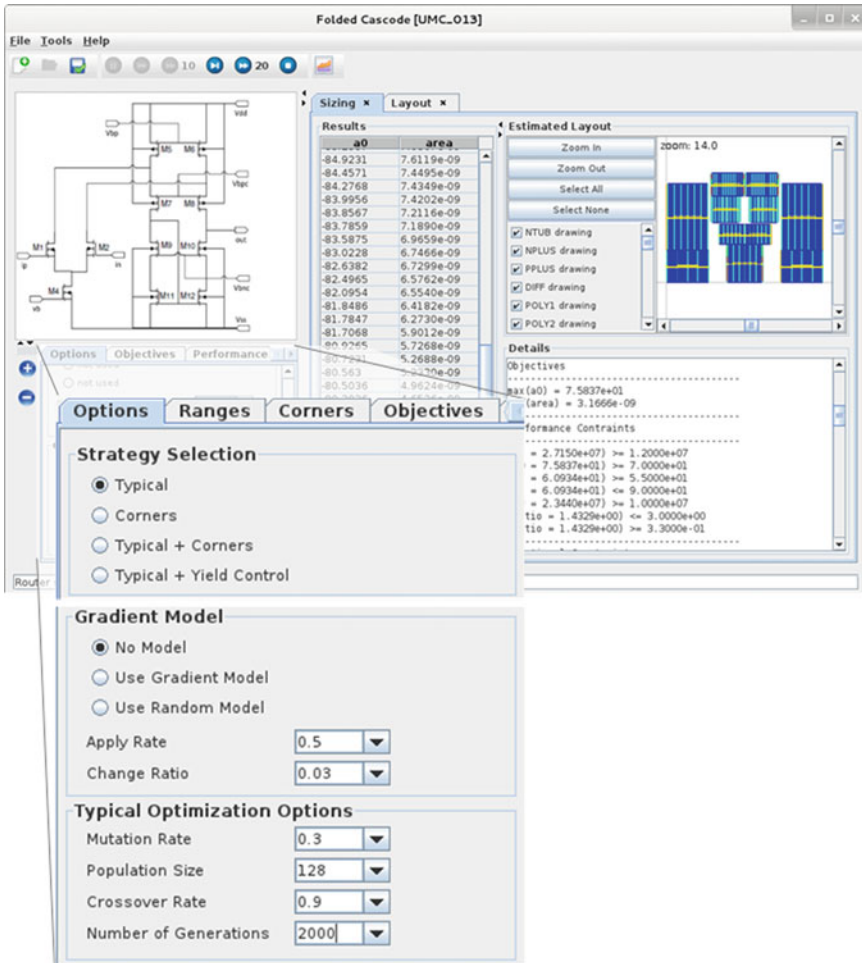 Folded Cascode [UMC_013]
File Tools Help
10 20
Vdd
Vbp
M5 M6
Vbpc
M7 M8
out
M1 M2
ip in
M9 M10
Vbnc
M4
vb
M11 M12
Vss
Sizing × Layout ×
Results
a0 area
-84.9231 7.6119e-09
-84.4571 7.4495e-09
-84.2768 7.4349e-09
-83.9956 7.4202e-09
-83.8567 7.2116e-09
-83.7859 7.1890e-09
-83.5875 6.9659e-09
-83.0228 6.7466e-09
-82.6382 6.7299e-09
-82.4965 6.5762e-09
-82.0954 6.5540e-09
-81.8486 6.4182e-09
-81.7847 6.2730e-09
-81.7068 5.9012e-09
-80.9265 5.7268e-09
5.2688e-09
-80.563
-80.5036 4.9624e-09
Estimated Layout
Zoom In
Zoom Out
Select All
Select None
NTUB drawing
NPLUS drawing
PPLUS drawing
DIFF drawing
POLY1 drawing
POLY2 drawing
zoom: 14.0
Details
Objectives
max(a0) = 7.5837e+01
(area) = 3.1666e-09
formance Contraints
= 2.7150e+07) >= 1.2000e+07
= 7.5837e+01) >= 7.0000e+01
= 6.0934e+01) >= 5.5000e+01
= 6.0934e+01) <= 9.0000e+01
= 2.3440e+07) >= 1.0000e+07
tio = 1.4329e+00) <= 3.0000e+00
tio = 1.4329e+00) >= 3.3000e-01
Options Objectives Performance
not used
Router
Options Ranges Corners Objectives
Strategy Selection
Typical
Corners
Typical + Corners
Typical + Yield Control
Gradient Model
No Model
Use Gradient Model
Use Random Model
Apply Rate 0.5
Change Ratio 0.03
Typical Optimization Options
Mutation Rate 0.3
Population Size 128
Crossover Rate 0.9
Number of Generations 2000